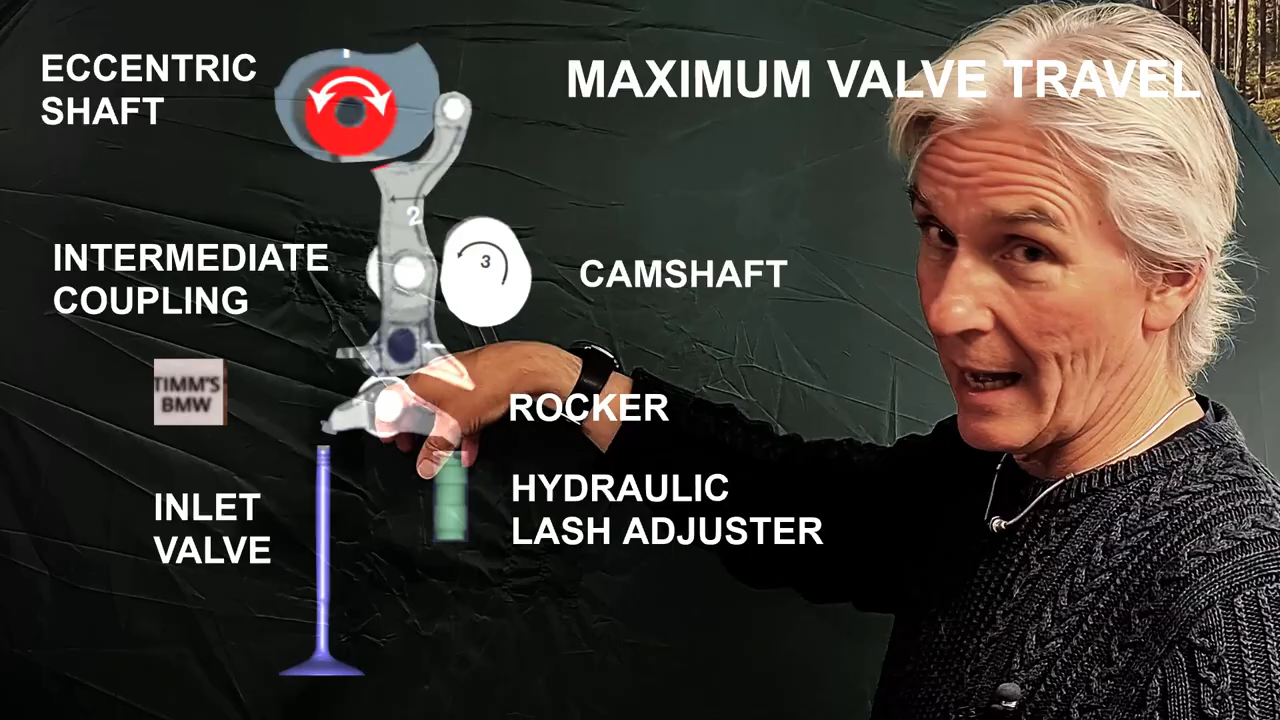 MAXIMUM VALVE TRAVEL
ECCENTRIC
SHAFT
2
3
INTERMEDIATE
COUPLING
CAMSHAFT
TIMM'S
BMW
ROCKER
INLET
VALVE
HYDRAULIC
LASH ADJUSTER